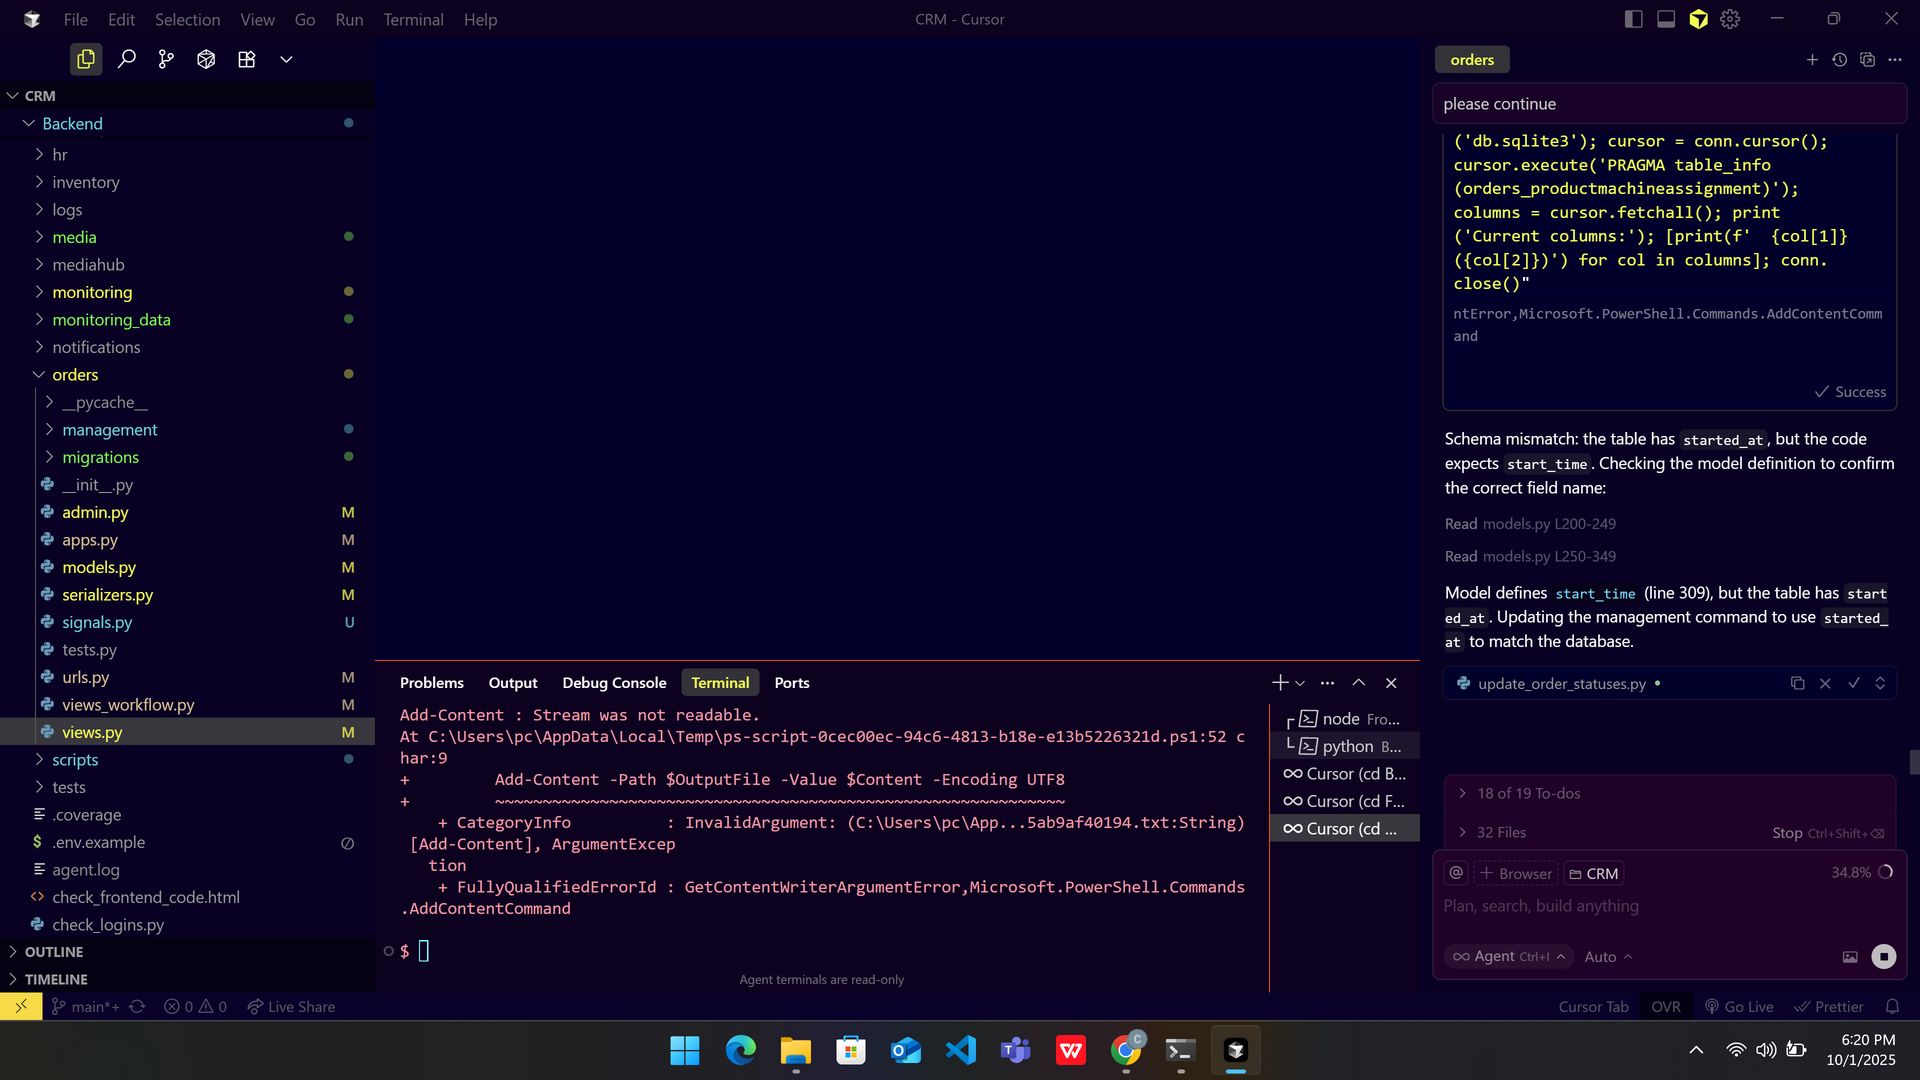 File Edit Selection View Go Run Terminal Help
CRM - Cursor
CRM
Backend
hr
inventory
logs
media
mediahub
monitoring
monitoring_data
notifications
orders
__pycache__
management
migrations
__init__.py
admin.py M
apps.py M
models.py M
serializers.py M
signals.py U
tests.py
urls.py M
views_workflow.py M
views.py M
scripts
tests
.coverage
.env.example
agent.log
check_frontend_code.html
check_logins.py
OUTLINE
TIMELINE
Problems Output Debug Console Terminal Ports
Add-Content : Stream was not readable.
At C:\Users\pc\AppData\Local\Temp\ps-script-0cec00ec-94c6-4813-b18e-e13b5226321d.ps1:52 c
har:9
+         Add-Content -Path $OutputFile -Value $Content -Encoding UTF8
+         ~~~~~~~~~~~~~~~~~~~~~~~~~~~~~~~~~~~~~~~~~~~~~~~~~~~~~~~~~~~~
    + CategoryInfo          : InvalidArgument: (C:\Users\pc\App...5ab9af40194.txt:String)
 [Add-Content], ArgumentExcep
   tion
    + FullyQualifiedErrorId : GetContentWriterArgumentError,Microsoft.PowerShell.Commands
.AddContentCommand
$
Agent terminals are read-only
node Fro...
python B...
Cursor (cd B...
Cursor (cd F...
Cursor (cd ...
orders
please continue
('db.sqlite3'); cursor = conn.cursor();
cursor.execute('PRAGMA table_info
(orders_productmachineassignment)');
columns = cursor.fetchall(); print
('Current columns:'); [print(f'  {col[1]}
({col[2]})') for col in columns]; conn.
close()"
ntError,Microsoft.PowerShell.Commands.AddContentComm
and
Success
Schema mismatch: the table has started_at, but the code
expects start_time. Checking the model definition to confirm
the correct field name:
Read models.py L200-249
Read models.py L250-349
Model defines start_time (line 309), but the table has start
ed_at. Updating the management command to use started_
at to match the database.
update_order_statuses.py
18 of 19 To-dos
32 Files Stop Ctrl+Shift+⌫
@ + Browser CRM 34.8%
Plan, search, build anything
Agent Ctrl+I Auto
main*+ 0 0 Live Share
Cursor Tab OVR Go Live Prettier
6:20 PM
10/1/2025